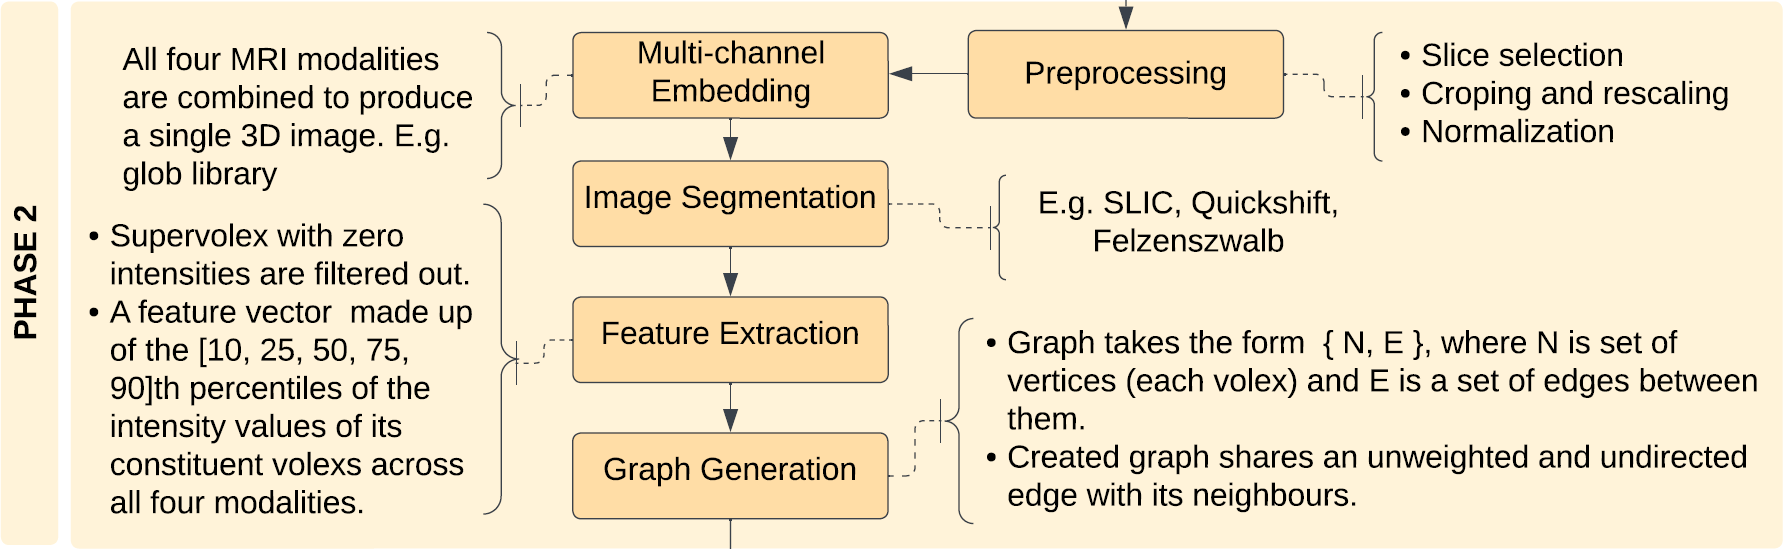 PHASE 2
All four MRI modalities
are combined to produce
a single 3D image. E.g.
glob library
Multi-channel
Embedding
Preprocessing
• Slice selection
• Croping and rescaling
• Normalization
Image Segmentation
E.g. SLIC, Quickshift,
Felzenszwalb
• Supervolex with zero
intensities are filtered out.
• A feature vector  made up
of the [10, 25, 50, 75,
90]th percentiles of the
intensity values of its
constituent volexs across
all four modalities.
Feature Extraction
Graph Generation
• Graph takes the form  { N, E }, where N is set of
vertices (each volex) and E is a set of edges between
them.
• Created graph shares an unweighted and undirected
edge with its neighbours.